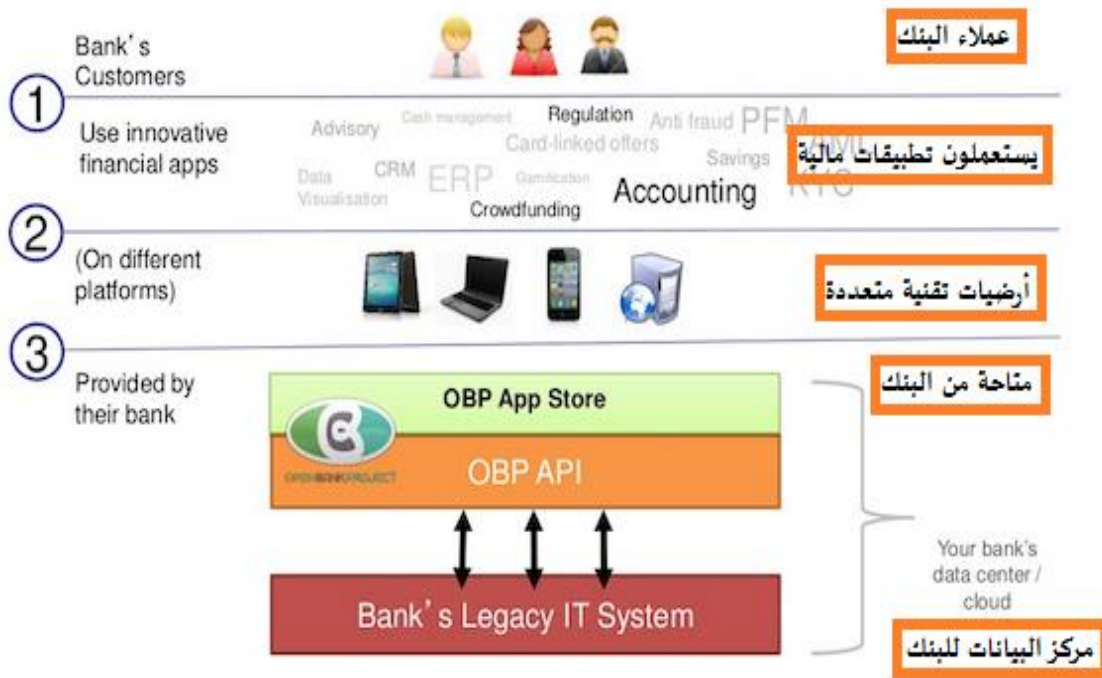 Bank's
Customers
عملاء البنك
1
Use innovative
financial apps
Advisory
Cash management
Regulation
Anti fraud
PFM
Card-linked offers
Savings
Data
Visualisation
CRM
ERP
Gamification
Crowdfunding
Accounting
KYC
يستعملون تطبيقات مالية
2
(On different
platforms)
أرضيات تقنية متعددة
3
Provided by
their bank
متاحة من البنك
OBP App Store
OPENBANKPROJECT
OBP API
Your bank's
data center /
cloud
Bank's Legacy IT System
مركز البيانات للبنك